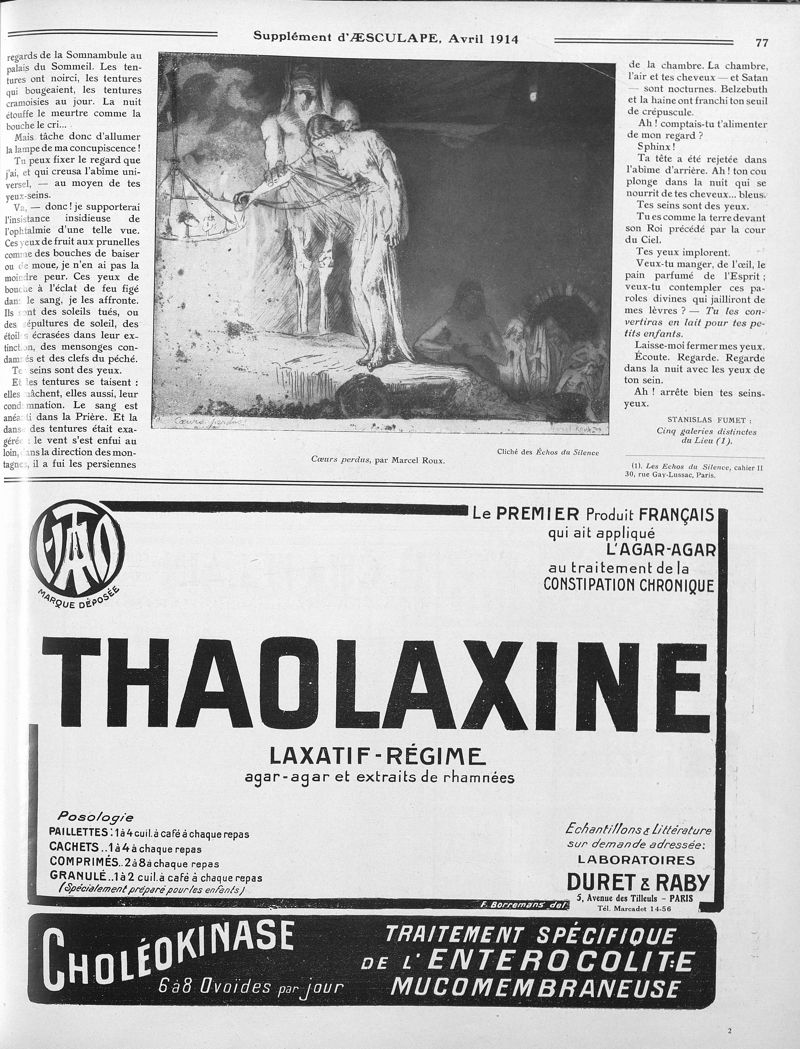 Supplément d'ÆSCULAPE, Avril 1914
77
regards de la Somnambule au
palais du Sommeil. Les ten-
tures ont noirci, les tentures
qui bougeaient, les tentures
cramoisies au jour. La nuit
étouffe le meurtre comme la
bouche le cri...
Mais tâche donc d'allumer
la lampe de ma concupiscence !
Tu peux fixer le regard que
j'ai, et qui creusa l'abîme uni-
versel, — au moyen de tes
yeux-seins.
Va, — donc ! je supporterai
l'insistance insidieuse de
l'ophtalmie d'une telle vue.
Ces yeux de fruit aux prunelles
comme des bouches de baiser
ou de moue, je n'en ai pas la
moindre peur. Ces yeux de
bouche à l'éclat de feu figé
dans le sang, je les affronte.
Ils sont des soleils tués, ou
des sépultures de soleil, des
étoiles écrasées dans leur ex-
tinction, des mensonges con-
damnés et des clefs du péché.
Tes seins sont des yeux.
Et les tentures se taisent :
elles mâchent, elles aussi, leur
condamnation. Le sang est
anéanti dans la Prière. Et la
danse des tentures était exa-
gérée : le vent s'est enfui au
loin, dans la direction des mon-
tagnes, il a fui les persiennes
Cœurs perdus
Cœurs perdus, par Marcel Roux.
Cliché des Échos du Silence
de la chambre. La chambre,
l'air et tes cheveux — et Satan
— sont nocturnes. Belzebuth
et la haine ont franchi ton seuil
de crépuscule.
Ah ! comptais-tu t'alimenter
de mon regard ?
Sphinx !
Ta tête a été rejetée dans
l'abîme d'arrière. Ah ! ton cou
plonge dans la nuit qui se
nourrit de tes cheveux... bleus.
Tes seins sont des yeux.
Tu es comme la terre devant
son Roi précédé par la cour
du Ciel.
Tes yeux implorent.
Veux-tu manger, de l'œil, le
pain parfumé de l'Esprit ;
veux-tu contempler ces pa-
roles divines qui jailliront de
mes lèvres ? — Tu les con-
vertiras en lait pour tes pe-
tits enfants.
Laisse-moi fermer mes yeux.
Écoute. Regarde. Regarde
dans la nuit avec les yeux de
ton sein.
Ah ! arrête bien tes seins-
yeux.
STANISLAS FUMET :
Cinq galeries distinctes
du Lieu (1).
(1). Les Echos du Silence, cahier II
30, rue Gay-Lussac, Paris.
MARQUE DÉPOSÉE
Le PREMIER Produit FRANÇAIS
qui ait appliqué
L'AGAR-AGAR
au traitement de la
CONSTIPATION CHRONIQUE
THAOLAXINE
LAXATIF-RÉGIME
agar-agar et extraits de rhamnées
Posologie
PAILLETTES : 1 à 4 cuil. à café à chaque repas
CACHETS .. 1 à 4 à chaque repas
COMPRIMÉS .. 2 à 8 à chaque repas
GRANULÉ .. 1 à 2 cuil. à café à chaque repas
(Spécialement préparé pour les enfants)
Echantillons & Littérature
sur demande adressée:
LABORATOIRES
DURET & RABY
5, Avenue des Tilleuls - PARIS
Tél. Marcadet 14-56
F. Borremans del.
CHOLÉOKINASE
6 à 8 Ovoïdes par jour
TRAITEMENT SPÉCIFIQUE
DE L'ENTEROCOLITE
MUCOMEMBRANEUSE
2